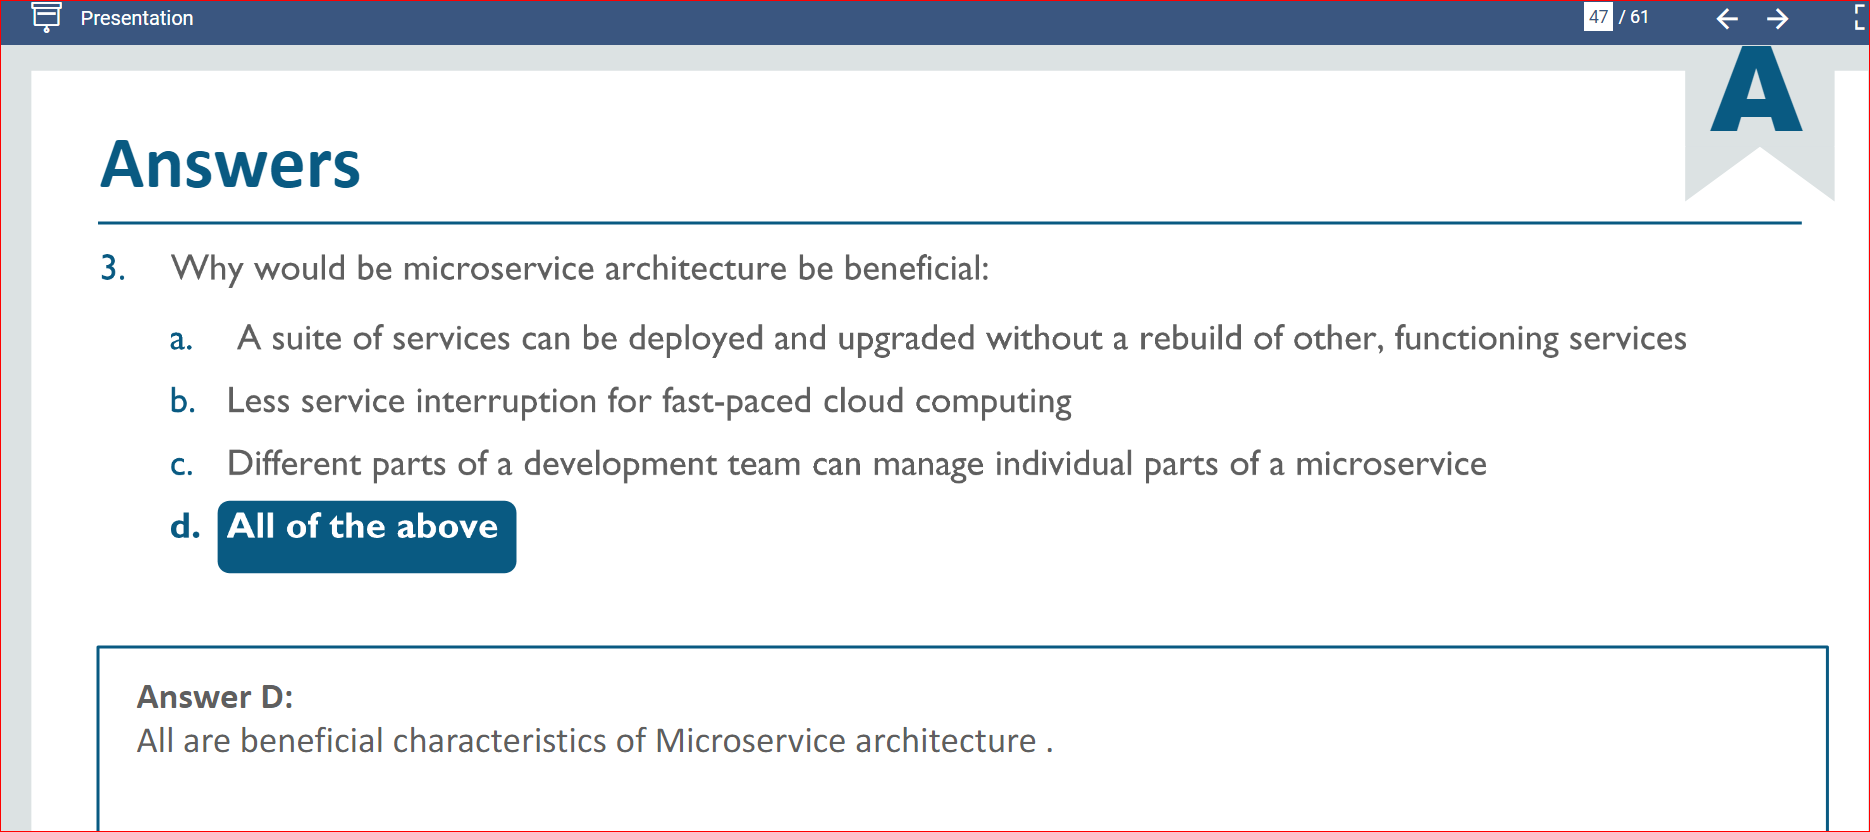 Presentation
47 / 61
A
Answers
3. Why would be microservice architecture be beneficial:
a. A suite of services can be deployed and upgraded without a rebuild of other, functioning services
b. Less service interruption for fast-paced cloud computing
c. Different parts of a development team can manage individual parts of a microservice
d. All of the above
Answer D:
All are beneficial characteristics of Microservice architecture .